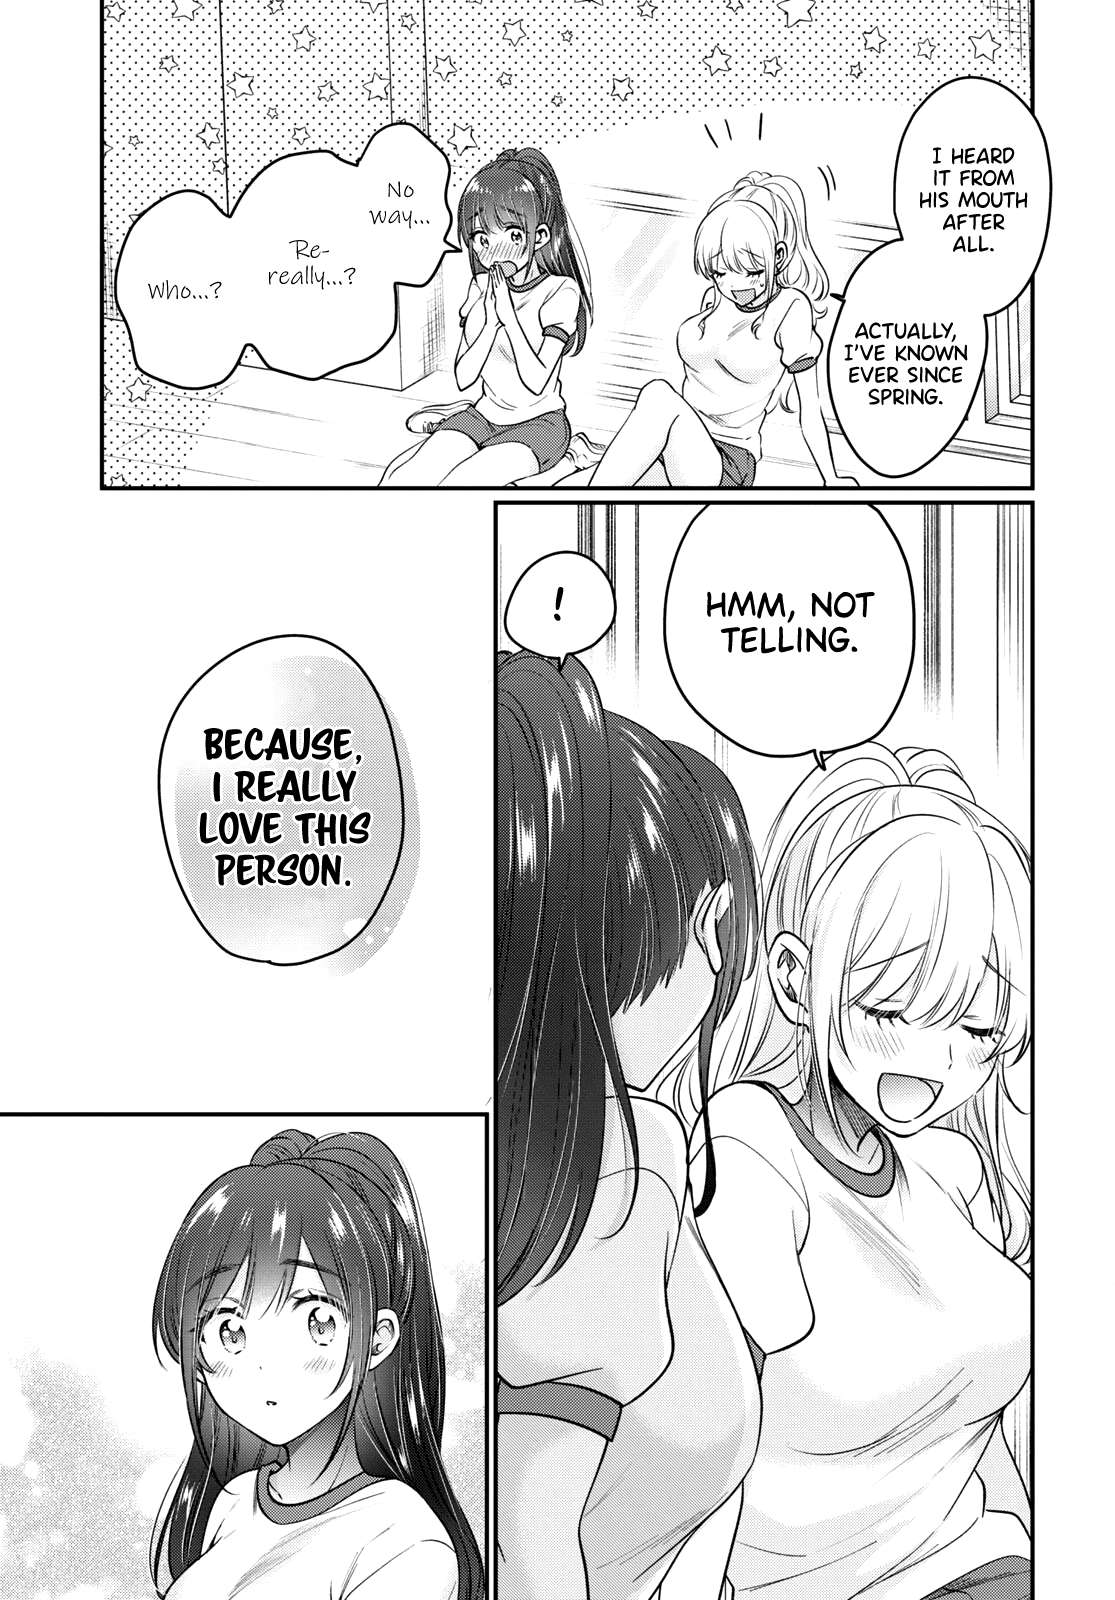 I HEARD
IT FROM
HIS MOUTH
AFTER
ALL.
ACTUALLY,
I'VE KNOWN
EVER SINCE
SPRING.
No
way...
Re-
really...?
Who...?
HMM, NOT
TELLING.
!
BECAUSE,
I REALLY
LOVE THIS
PERSON.